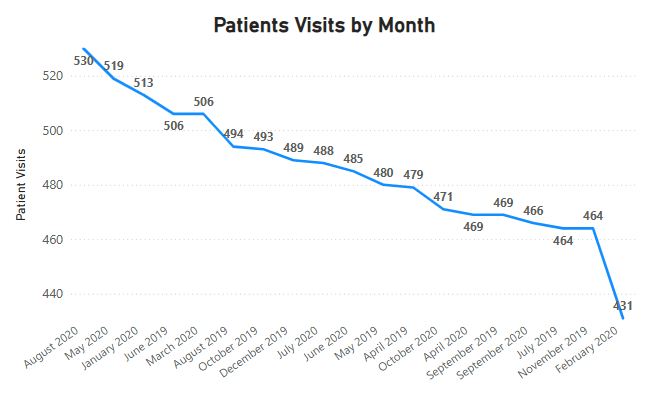 Patients Visits by Month
Patient Visits
520
500
480
460
440
530
519
513
506
506
494
493
489
488
485
480
479
471
469
469
466
464
464
431
August 2020
May 2020
January 2020
June 2019
March 2020
August 2019
October 2019
December 2019
July 2020
June 2020
May 2019
April 2019
October 2020
April 2020
September 2019
September 2020
July 2019
November 2019
February 2020